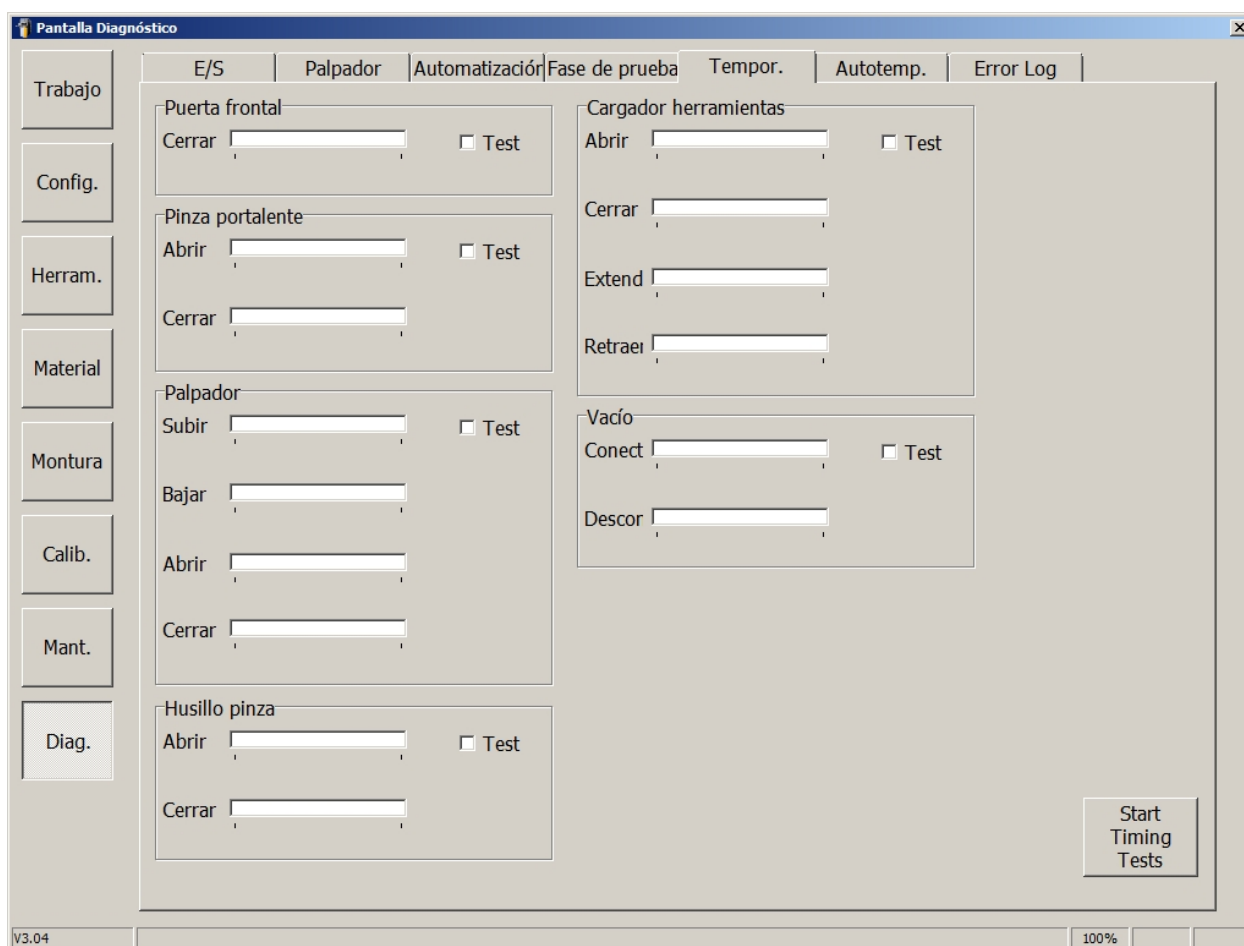 Pantalla Diagnóstico
Trabajo
Config.
Herram.
Material
Montura
Calib.
Mant.
Diag.
E/S
Palpador
Automatización
Fase de prueba
Tempor.
Autotemp.
Error Log
Puerta frontal
Cerrar
Test
Pinza portalente
Abrir
Test
Cerrar
Palpador
Subir
Test
Bajar
Abrir
Cerrar
Husillo pinza
Abrir
Test
Cerrar
Cargador herramientas
Abrir
Test
Cerrar
Extend
Retraer
Vacío
Conect
Test
Descor
Start
Timing
Tests
V3.04
100%